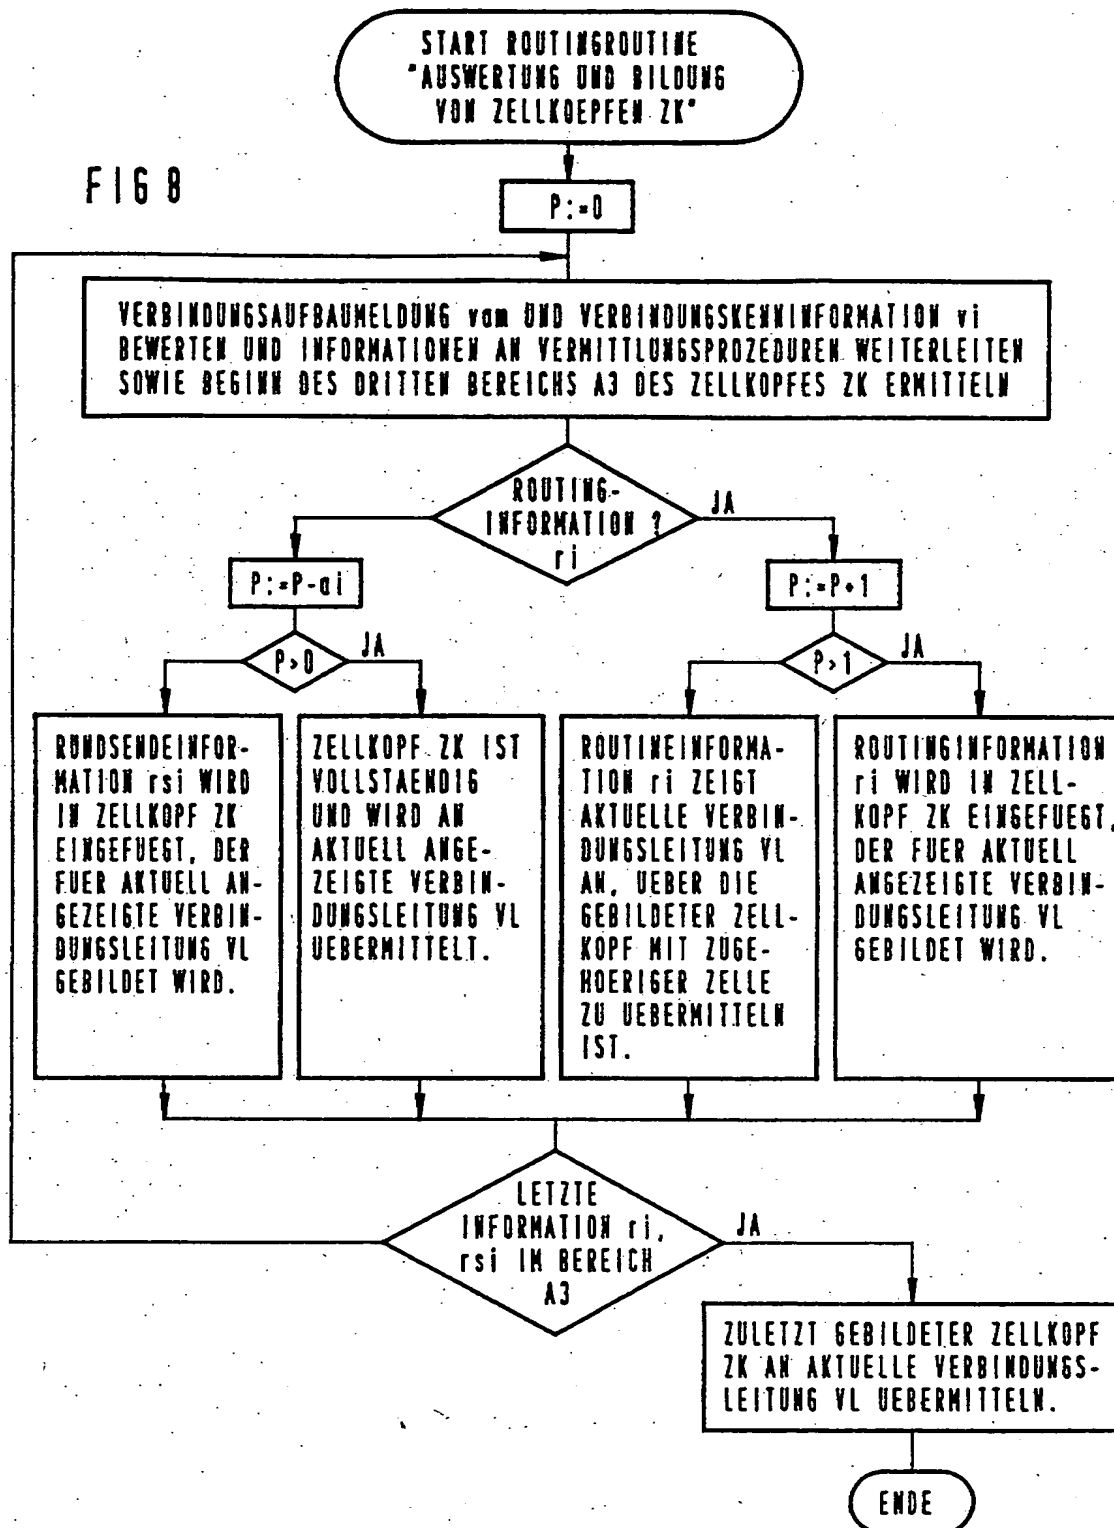 START ROUTINGROUTINE
"AUSWERTUNG UND BILDUNG
VON ZELLKOEPFEN ZK"
FIG 8
P:=0
VERBINDUNGSAUFBAUMELDUNG vam UND VERBINDUNGSKENNINFORMATION vi
BEWERTEN UND INFORMATIONEN AN VERMITTLUNGSPROZEDUREN WEITERLEITEN
SOWIE BEGINN DES DRITTEN BEREICHS A3 DES ZELLKOPFES ZK ERMITTELN
ROUTING-
INFORMATION ?
ri
JA
P:=P-ai
P:=P+1
P>0
JA
P>1
JA
RUNDSENDEINFOR-
MATION rsi WIRD
IN ZELLKOPF ZK
EINGEFUEGT, DER
FUER AKTUELL AN-
GEZEIGTE VERBIN-
DUNGSLEITUNG VL
GEBILDET WIRD.
ZELLKOPF ZK IST
VOLLSTAENDIG
UND WIRD AN
AKTUELL ANGE-
ZEIGTE VERBIN-
DUNGSLEITUNG VL
UEBERMITTELT.
ROUTINEINFORMA-
TION ri ZEIGT
AKTUELLE VERBIN-
DUNGSLEITUNG VL
AN, UEBER DIE
GEBILDETER ZELL-
KOPF MIT ZUGE-
HOERIGER ZELLE
ZU UEBERMITTELN
IST.
ROUTINGINFORMATION
ri WIRD IN ZELL-
KOPF ZK EINGEFUEGT,
DER FUER AKTUELL
ANGEZEIGTE VERBIN-
DUNGSLEITUNG VL
GEBILDET WIRD.
LETZTE
INFORMATION ri,
rsi IM BEREICH
A3
JA
ZULETZT GEBILDETER ZELLKOPF
ZK AN AKTUELLE VERBINDUNGS-
LEITUNG VL UEBERMITTELN.
ENDE